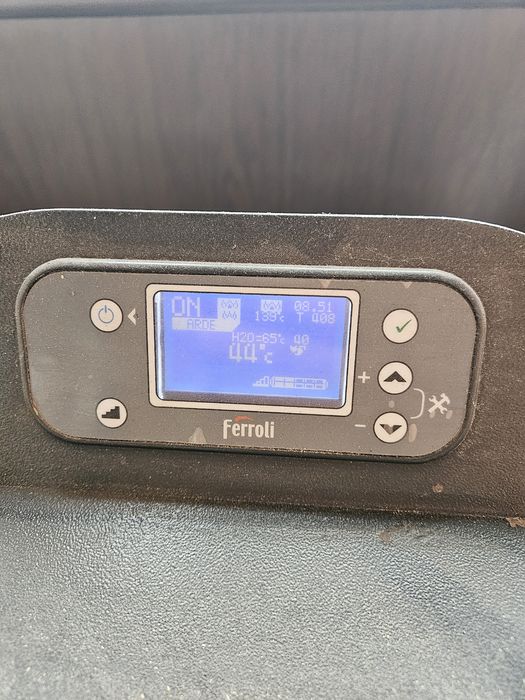 ON 08.51
ARDE 139°c T 408
H2O=65°c 40
44°c
+
-
Ferroli